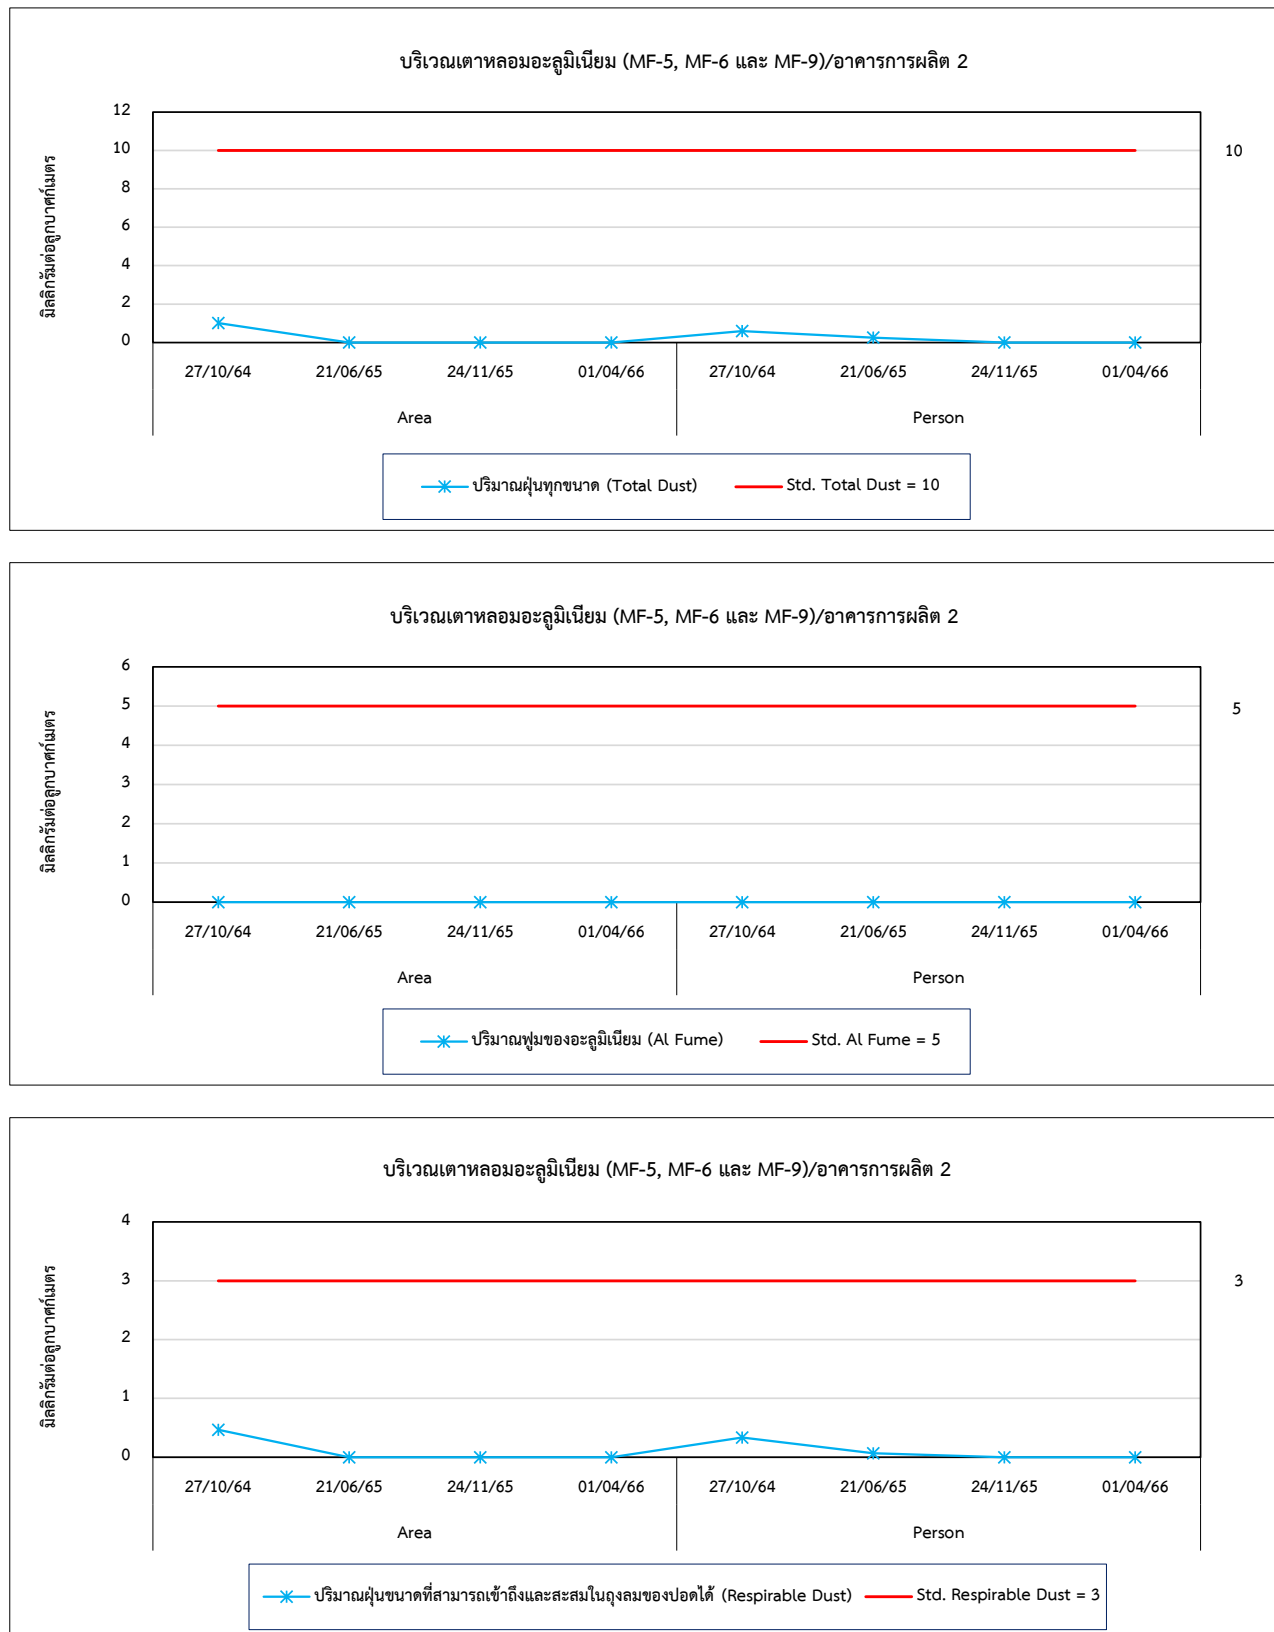 บริเวณเตาหลอมอะลูมิเนียม (MF-5, MF-6 และ MF-9)/อาคารการผลิต 2
มิลลิกรัมต่อลูกบาศก์เมตร
12
10
8
6
4
2
0
10
27/10/64 21/06/65 24/11/65 01/04/66 27/10/64 21/06/65 24/11/65 01/04/66
Area Person
ปริมาณฝุ่นทุกขนาด (Total Dust) Std. Total Dust = 10
บริเวณเตาหลอมอะลูมิเนียม (MF-5, MF-6 และ MF-9)/อาคารการผลิต 2
มิลลิกรัมต่อลูกบาศก์เมตร
6
5
4
3
2
1
0
5
27/10/64 21/06/65 24/11/65 01/04/66 27/10/64 21/06/65 24/11/65 01/04/66
Area Person
ปริมาณฟูมของอะลูมิเนียม (Al Fume) Std. Al Fume = 5
บริเวณเตาหลอมอะลูมิเนียม (MF-5, MF-6 และ MF-9)/อาคารการผลิต 2
มิลลิกรัมต่อลูกบาศก์เมตร
4
3
2
1
0
3
27/10/64 21/06/65 24/11/65 01/04/66 27/10/64 21/06/65 24/11/65 01/04/66
Area Person
ปริมาณฝุ่นขนาดที่สามารถเข้าถึงและสะสมในถุงลมของปอดได้ (Respirable Dust) Std. Respirable Dust = 3